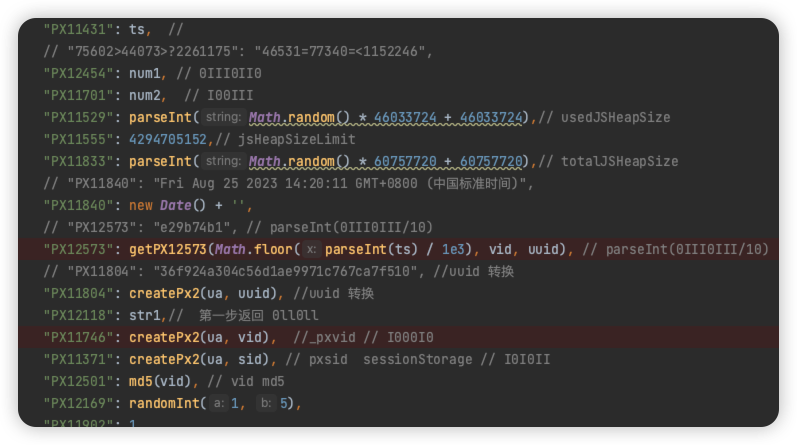 "PX11431": ts, //
// "75602>44073>?2261175": "46531=77340=<1152246",
"PX12454": num1, // 0III0II0
"PX11701": num2, // I00III
"PX11529": parseInt( string: Math.random() * 46033724 + 46033724),// usedJSHeapSize
"PX11555": 4294705152,// jsHeapSizeLimit
"PX11833": parseInt( string: Math.random() * 60757720 + 60757720),// totalJSHeapSize
// "PX11840": "Fri Aug 25 2023 14:20:11 GMT+0800 (中国标准时间)",
"PX11840": new Date() + '',
// "PX12573": "e29b74b1", // parseInt(0III0III/10)
"PX12573": getPX12573(Math.floor( x: parseInt(ts) / 1e3), vid, uuid), // parseInt(0III0III/10)
// "PX11804": "36f924a304c56d1ae9971c767ca7f510", //uuid 转换
"PX11804": createPx2(ua, uuid), //uuid 转换
"PX12118": str1,// 第一步返回 0ll0ll
"PX11746": createPx2(ua, vid), //_pxvid // I000I0
"PX11371": createPx2(ua, sid), // pxsid sessionStorage // I0I0II
"PX12501": md5(vid), // vid md5
"PX12169": randomInt( a: 1, b: 5),
"PX11902": 1